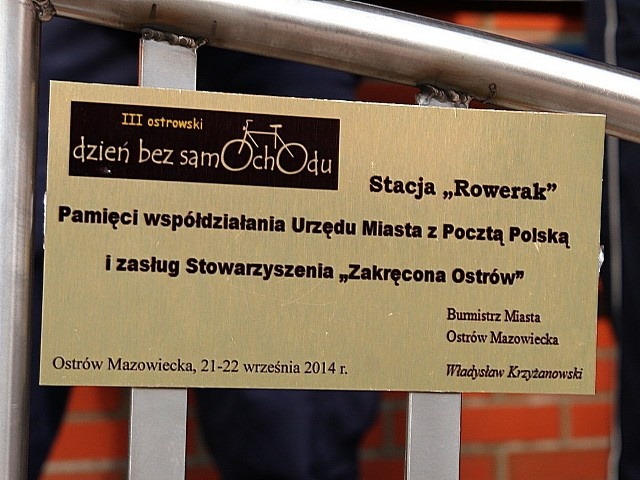 III ostrowski
dzień bez samOchOdu
Stacja „Rowerak”
Pamięci współdziałania Urzędu Miasta z Pocztą Polską
i zasług Stowarzyszenia „Zakręcona Ostrów”
Burmistrz Miasta
Ostrów Mazowiecka
Ostrów Mazowiecka, 21-22 września 2014 r.
Władysław Krzyżanowski